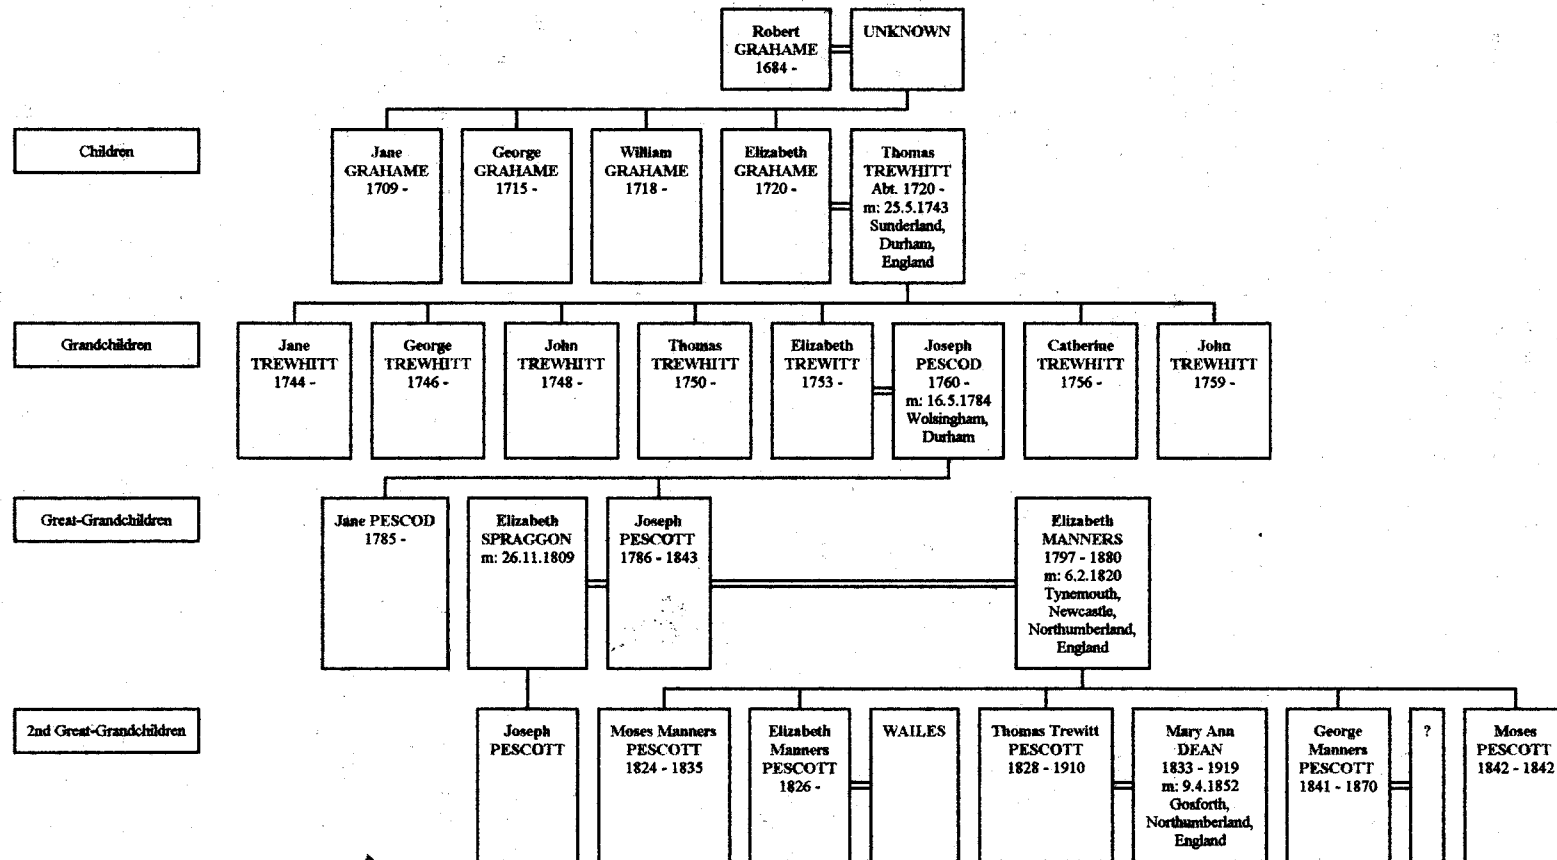 Robert
GRAHAME
1684 -
UNKNOWN
Children
Jane
GRAHAME
1709 -
George
GRAHAME
1715 -
William
GRAHAME
1718 -
Elizabeth
GRAHAME
1720 -
Thomas
TREWHITT
Abt. 1720 -
m: 25.5.1743
Sunderland,
Durham,
England
Grandchildren
Jane
TREWHITT
1744 -
George
TREWHITT
1746 -
John
TREWHITT
1748 -
Thomas
TREWHITT
1750 -
Elizabeth
TREWITT
1753 -
Joseph
PESCOD
1760 -
m: 16.5.1784
Wolsingham,
Durham
Catherine
TREWHITT
1756 -
John
TREWHITT
1759 -
Great-Grandchildren
Jane PESCOD
1785 -
Elizabeth
SPRAGGON
m: 26.11.1809
Joseph
PESCOTT
1786 - 1843
Elizabeth
MANNERS
1797 - 1880
m: 6.2.1820
Tynemouth,
Newcastle,
Northumberland,
England
2nd Great-Grandchildren
Joseph
PESCOTT
Moses Manners
PESCOTT
1824 - 1835
Elizabeth
Manners
PESCOTT
1826 -
WAILES
Thomas Trewitt
PESCOTT
1828 - 1910
Mary Ann
DEAN
1833 - 1919
m: 9.4.1852
Gosforth,
Northumberland,
England
George
Manners
PESCOTT
1841 - 1870
?
Moses
PESCOTT
1842 - 1842